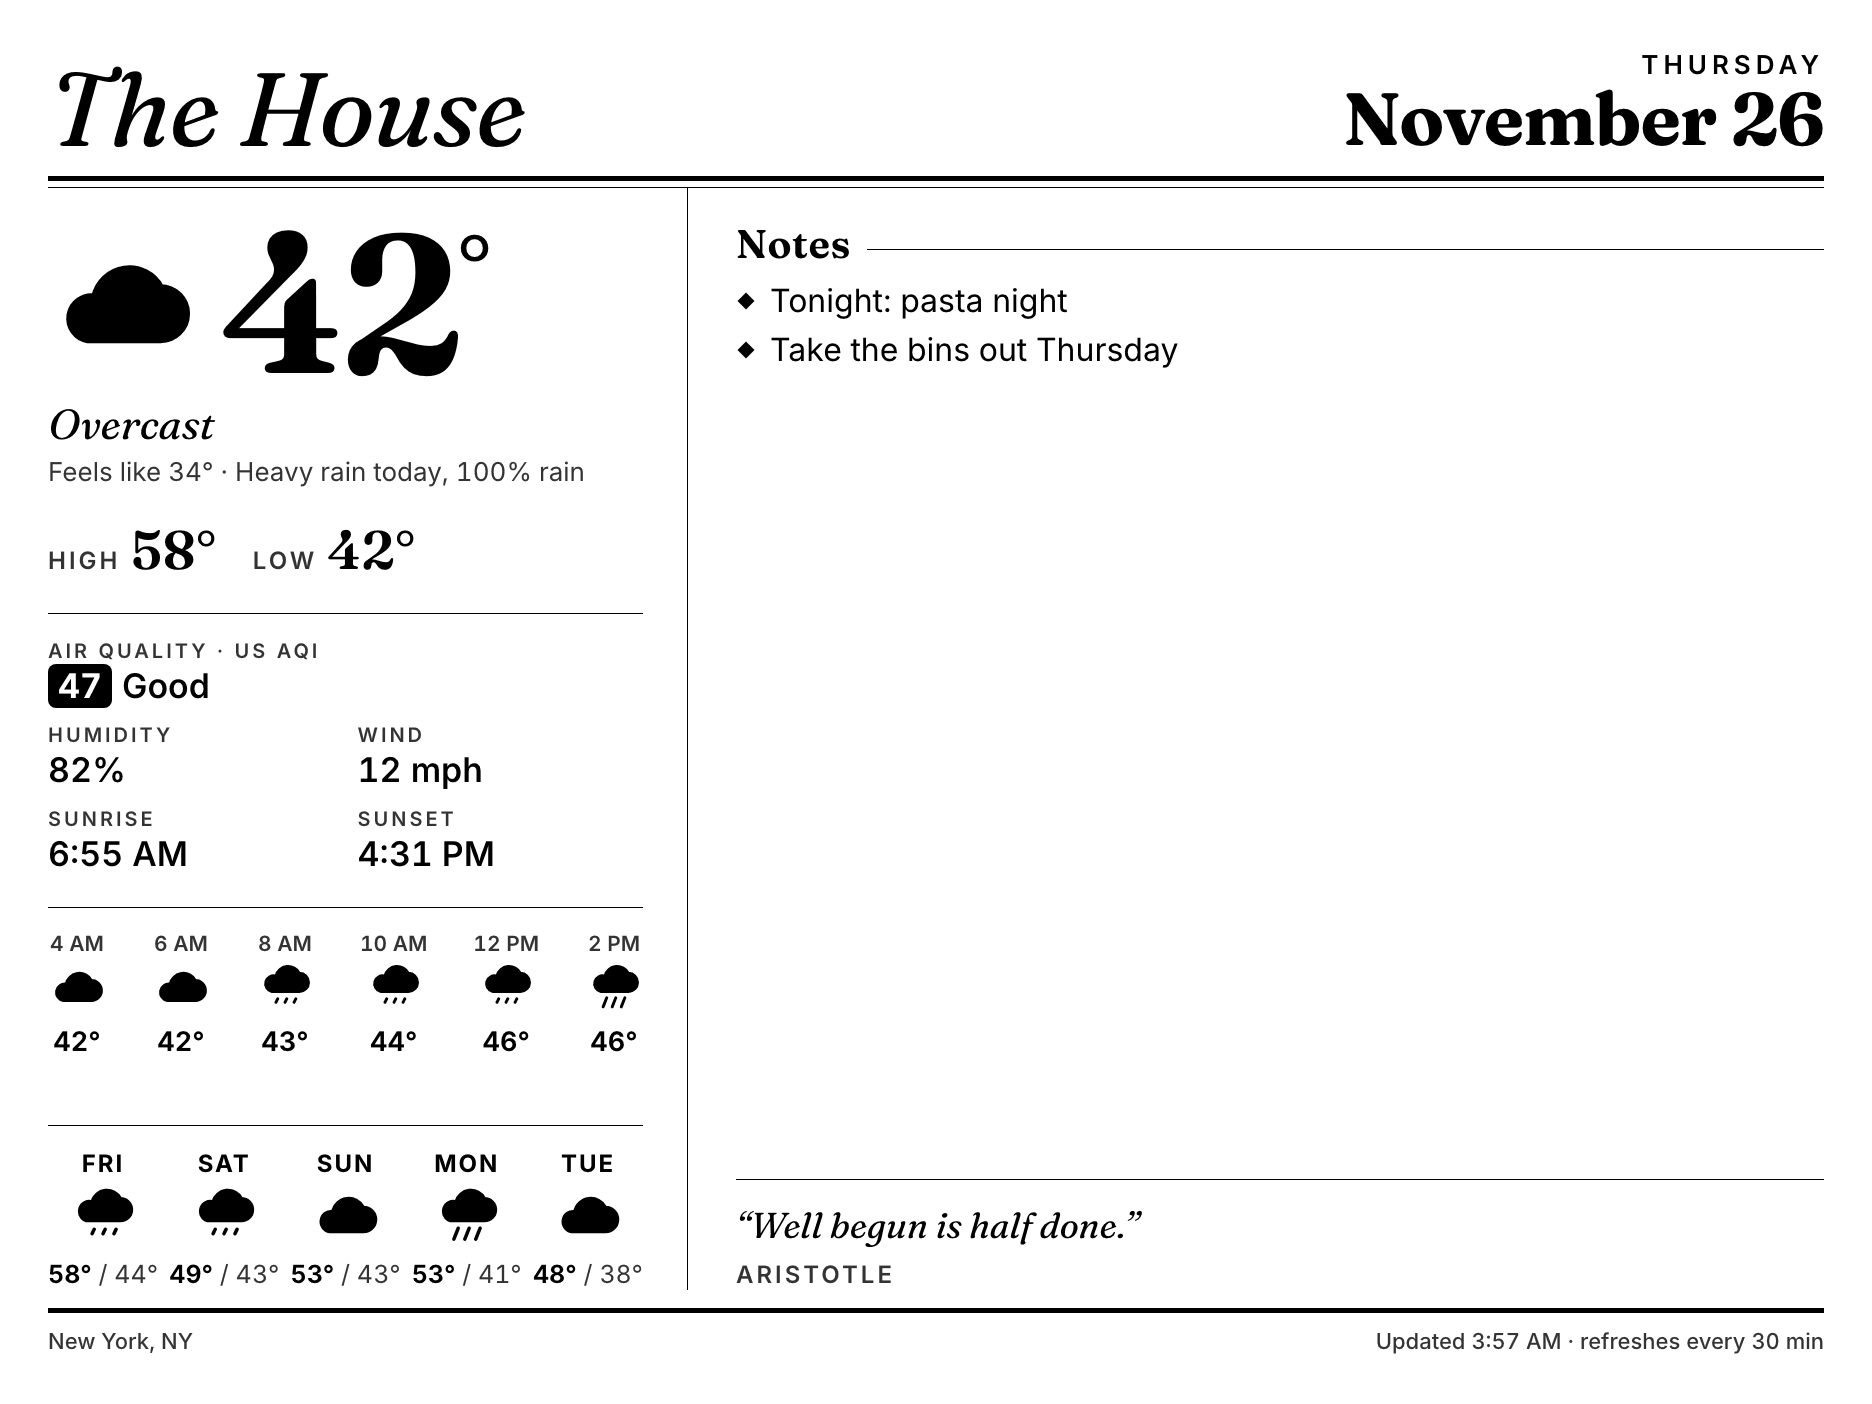 The House
THURSDAY
November 26
42°
Overcast
Feels like 34° · Heavy rain today, 100% rain
HIGH 58° LOW 42°
AIR QUALITY · US AQI
47 Good
HUMIDITY WIND
82% 12 mph
SUNRISE SUNSET
6:55 AM 4:31 PM
4 AM 6 AM 8 AM 10 AM 12 PM 2 PM
42° 42° 43° 44° 46° 46°
FRI SAT SUN MON TUE
58° / 44° 49° / 43° 53° / 43° 53° / 41° 48° / 38°
Notes
◆ Tonight: pasta night
◆ Take the bins out Thursday
“Well begun is half done.”
ARISTOTLE
New York, NY
Updated 3:57 AM · refreshes every 30 min